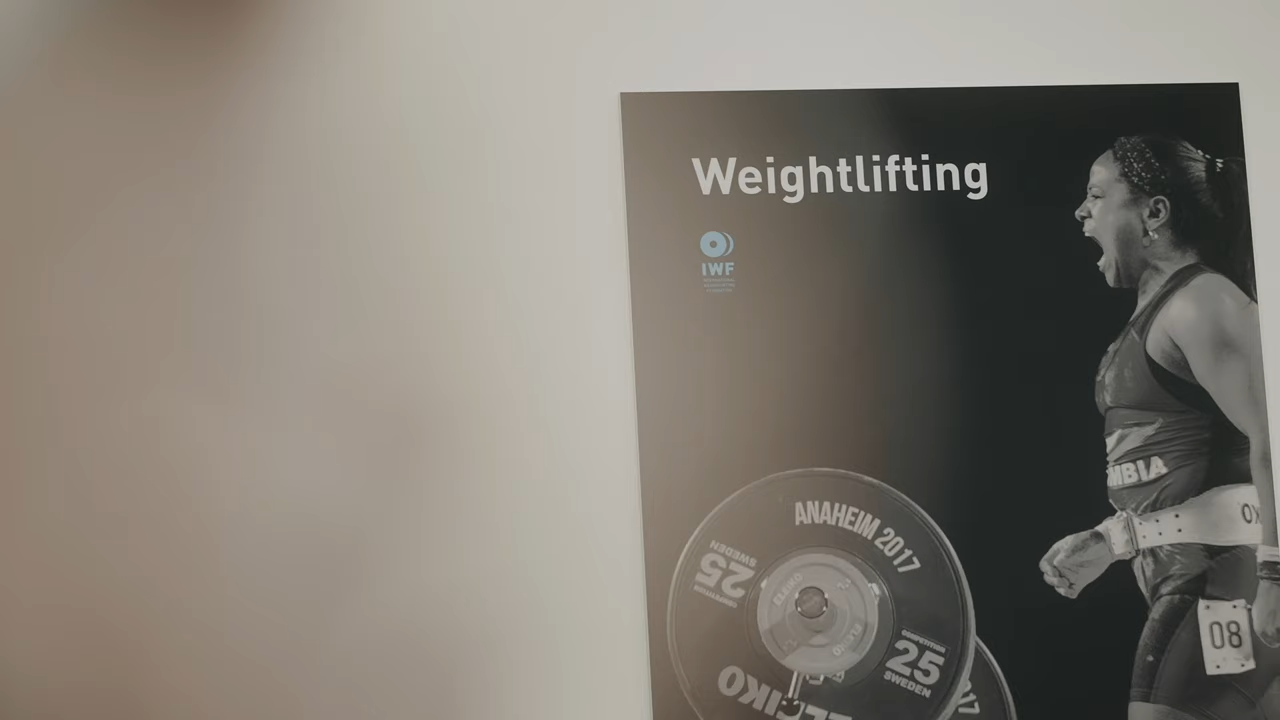 Weightlifting
IWF
ANAHEIM 2017
25
SWEDEN
ELEIKO
ELEIKO
COMPETITION
25
SWEDEN
MBIA
08